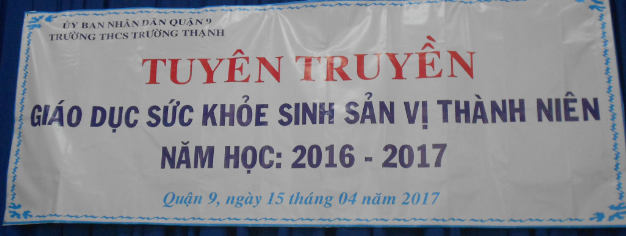 ỦY BAN NHÂN DÂN QUẬN 9
TRƯỜNG THCS TRƯỜNG THẠNH
TUYÊN TRUYỀN
GIÁO DỤC SỨC KHỎE SINH SẢN VỊ THÀNH NIÊN
NĂM HỌC: 2016 - 2017
Quận 9, ngày 15 tháng 04 năm 2017